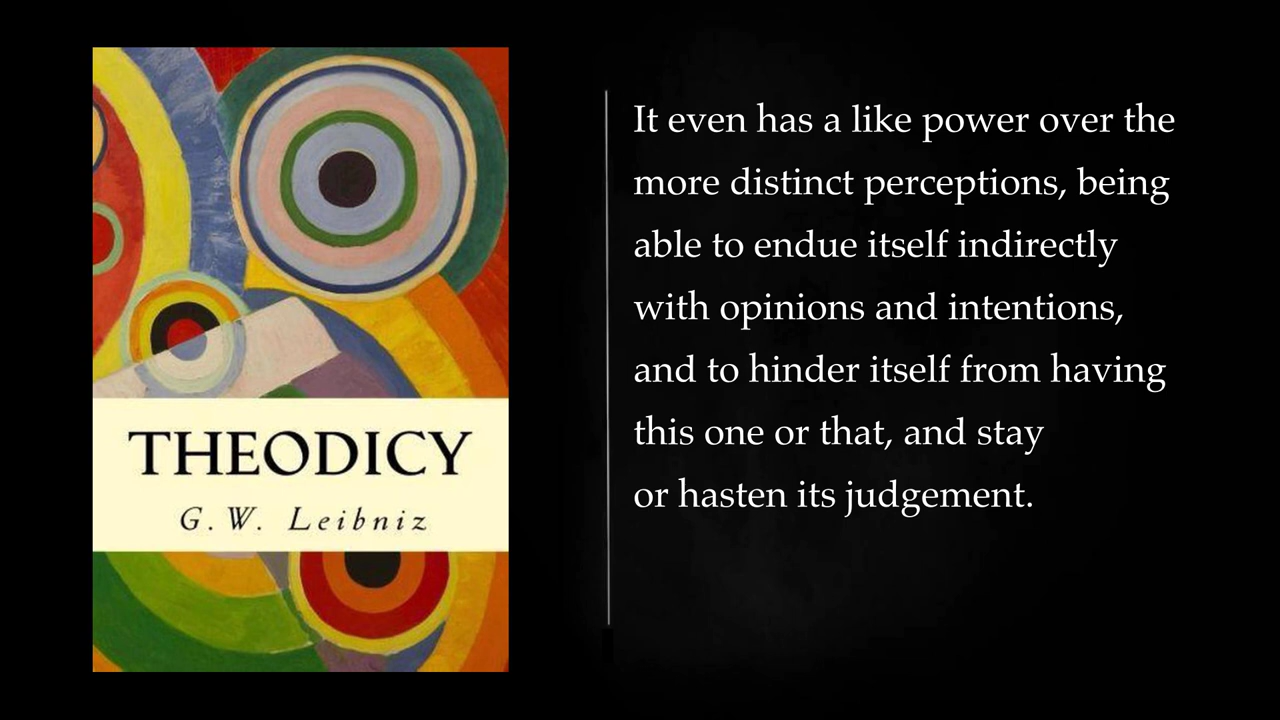 THEODICY
G. W. Leibniz
It even has a like power over the
more distinct perceptions, being
able to endue itself indirectly
with opinions and intentions,
and to hinder itself from having
this one or that, and stay
or hasten its judgement.